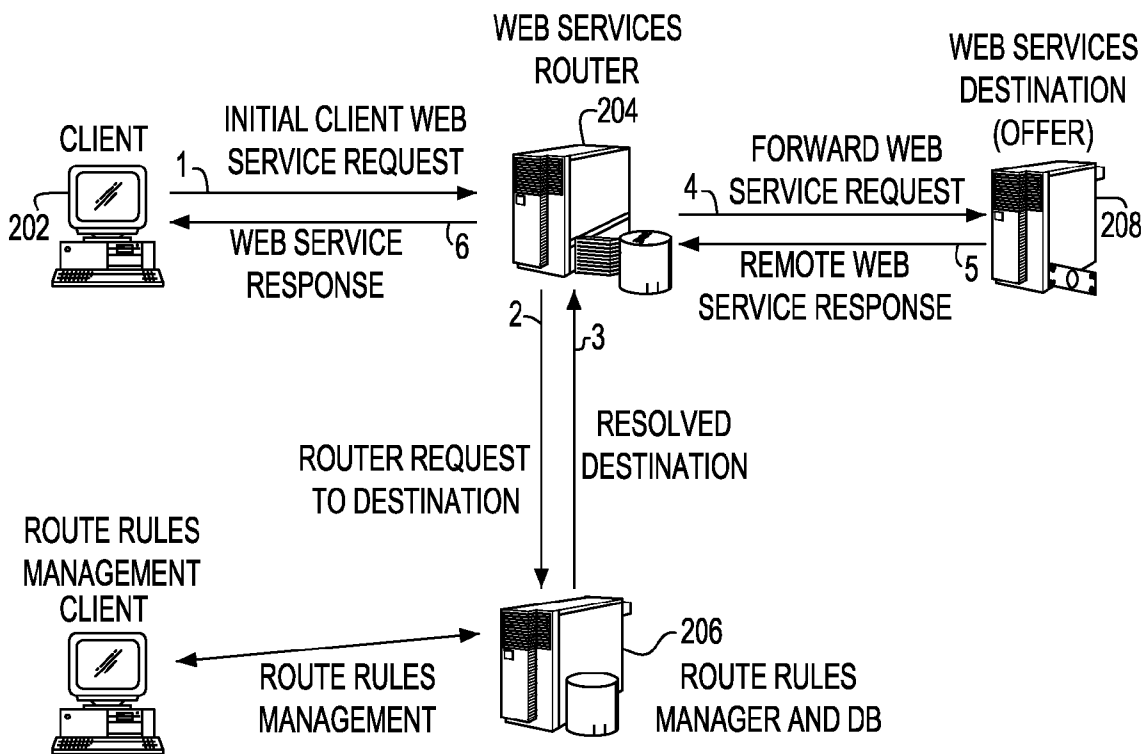 WEB SERVICES
ROUTER
204
WEB SERVICES
DESTINATION
(OFFER)
208
CLIENT
202
INITIAL CLIENT WEB
SERVICE REQUEST
1
6
WEB SERVICE
RESPONSE
FORWARD WEB
SERVICE REQUEST
4
5
REMOTE WEB
SERVICE RESPONSE
2
3
ROUTER REQUEST
TO DESTINATION
RESOLVED
DESTINATION
ROUTE RULES
MANAGEMENT
CLIENT
ROUTE RULES
MANAGEMENT
206
ROUTE RULES
MANAGER AND DB